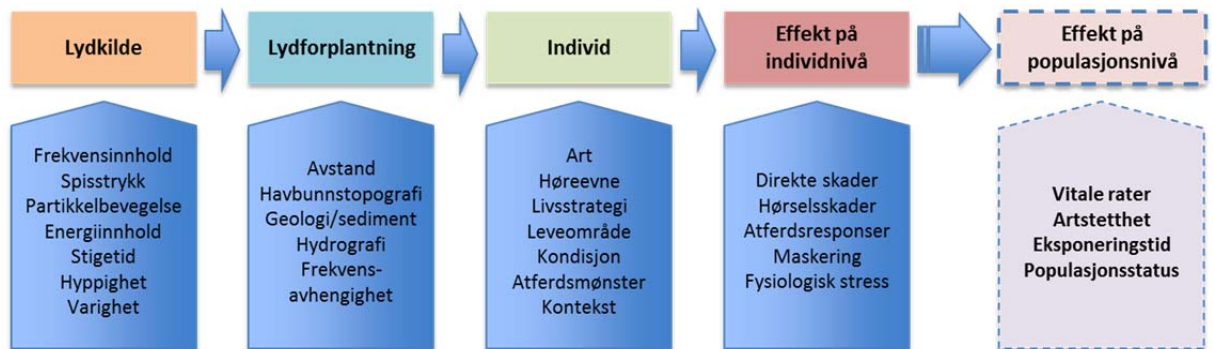 Lydkilde
Lydforplantning
Individ
Effekt på
individnivå
Effekt på
populasjonsnivå
Frekvensinnhold
Spisstrykk
Partikkelbevegelse
Energiinnhold
Stigetid
Hyppighet
Varighet
Avstand
Havbunnstopografi
Geologi/sediment
Hydrografi
Frekvens-
avhengighet
Art
Høreevne
Livsstrategi
Leveområde
Kondisjon
Atferdsmønster
Kontekst
Direkte skader
Hørselsskader
Atferdsresponser
Maskering
Fysiologisk stress
Vitale rater
Artstetthet
Eksponeringstid
Populasjonsstatus